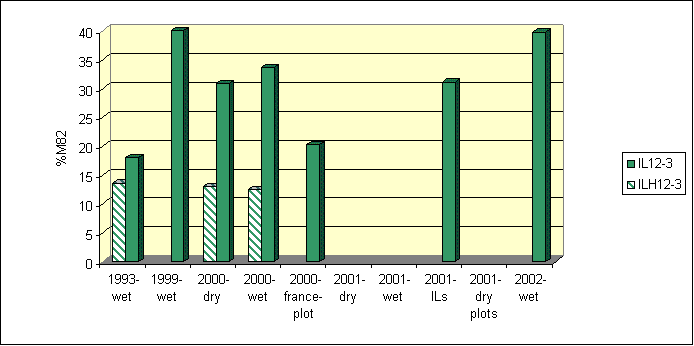 %M82
40
35
30
25
20
15
10
5
0
1993-
wet
1999-
wet
2000-
dry
2000-
wet
2000-
france-
plot
2001-
dry
2001-
wet
2001-
ILs
2001-
dry
plots
2002-
wet
IL12-3
ILH12-3